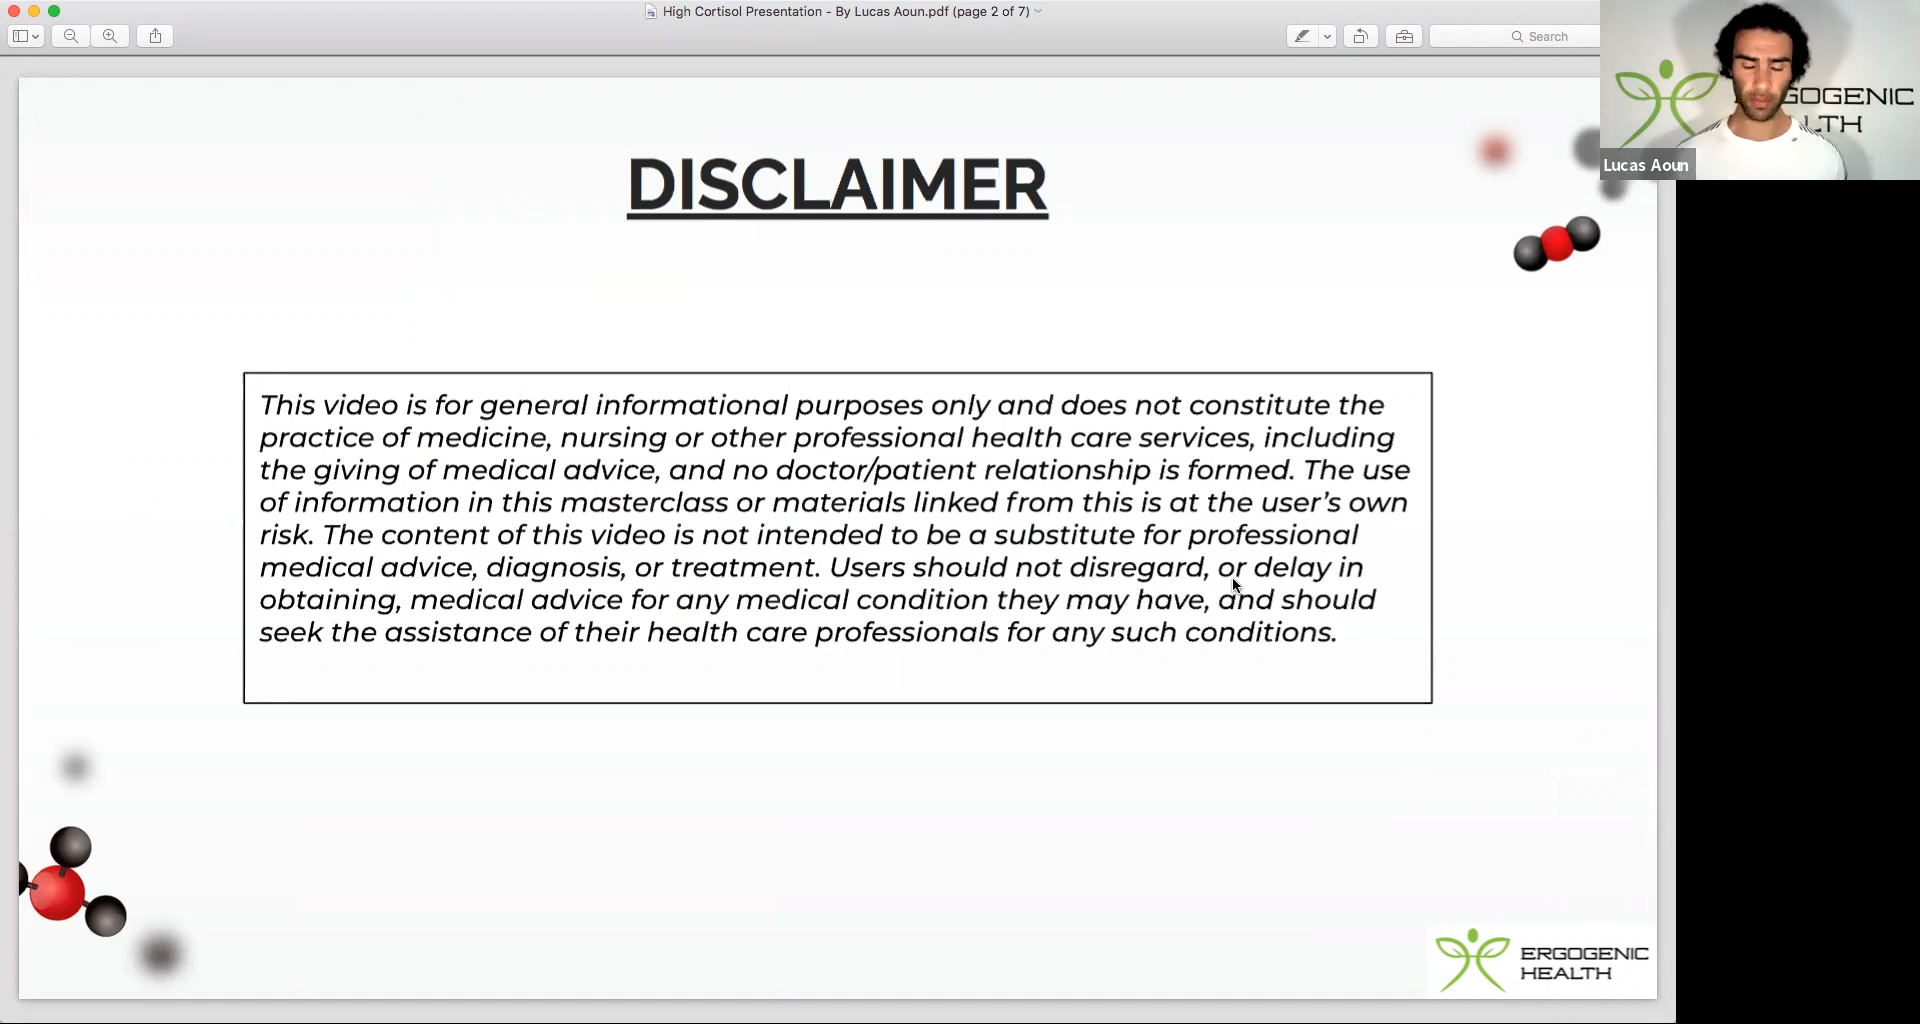 High Cortisol Presentation - By Lucas Aoun.pdf (page 2 of 7)
Search
GOGENIC
LTH
Lucas Aoun
DISCLAIMER
This video is for general informational purposes only and does not constitute the
practice of medicine, nursing or other professional health care services, including
the giving of medical advice, and no doctor/patient relationship is formed. The use
of information in this masterclass or materials linked from this is at the user’s own
risk. The content of this video is not intended to be a substitute for professional
medical advice, diagnosis, or treatment. Users should not disregard, or delay in
obtaining, medical advice for any medical condition they may have, and should
seek the assistance of their health care professionals for any such conditions.
ERGOGENIC
HEALTH